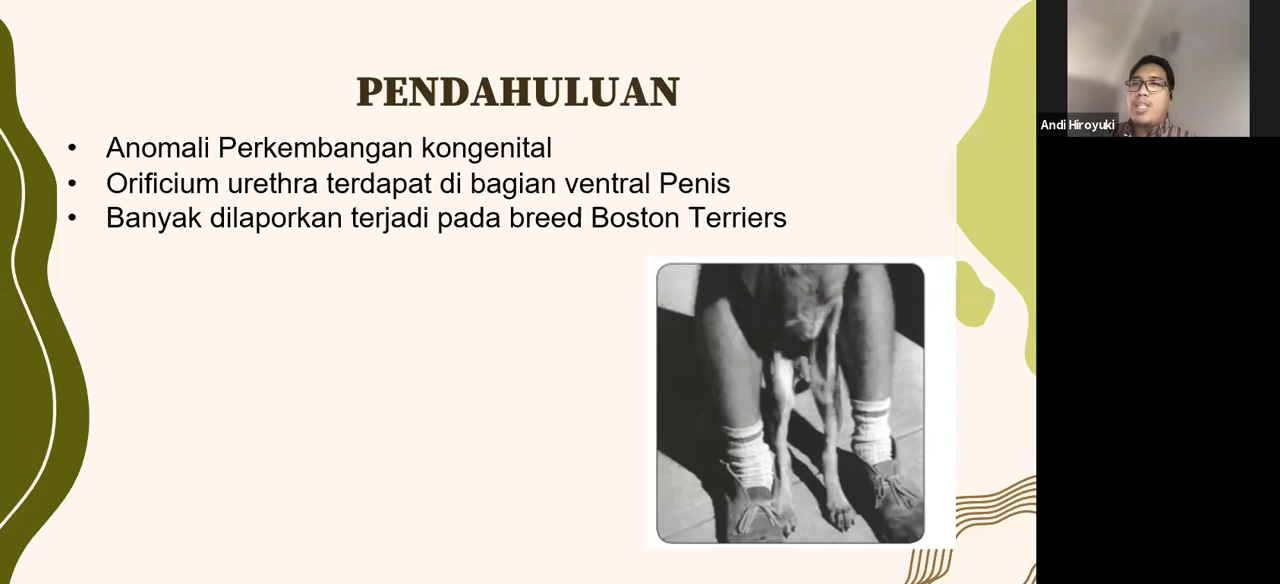 PENDAHULUAN
• Anomali Perkembangan kongenital
• Orificium urethra terdapat di bagian ventral Penis
• Banyak dilaporkan terjadi pada breed Boston Terriers
Andi Hiroyuki